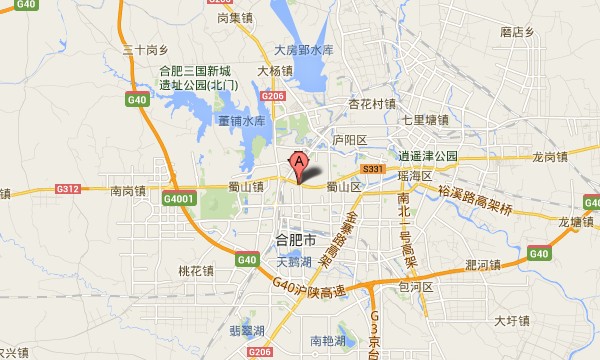 G40
岗集镇
G206
磨店乡
三十岗乡
大房郢水库
合肥三国新城
遗址公园(北门)
大杨镇
G40
G206
杏花村镇
董铺水库
七里塘镇
庐阳区
逍遥津公园
龙岗镇
A
S331
瑶海区
G312
南岗镇
蜀山镇
蜀山区
G4001
裕溪路高架桥
龙塘镇
金寨路高架
南北一号高架
合肥市
天鹅湖
G40
G40
淝河镇
桃花镇
G40沪陕高速
包河区
翡翠湖
南艳湖
G3京台
大圩镇
G206
农兴镇